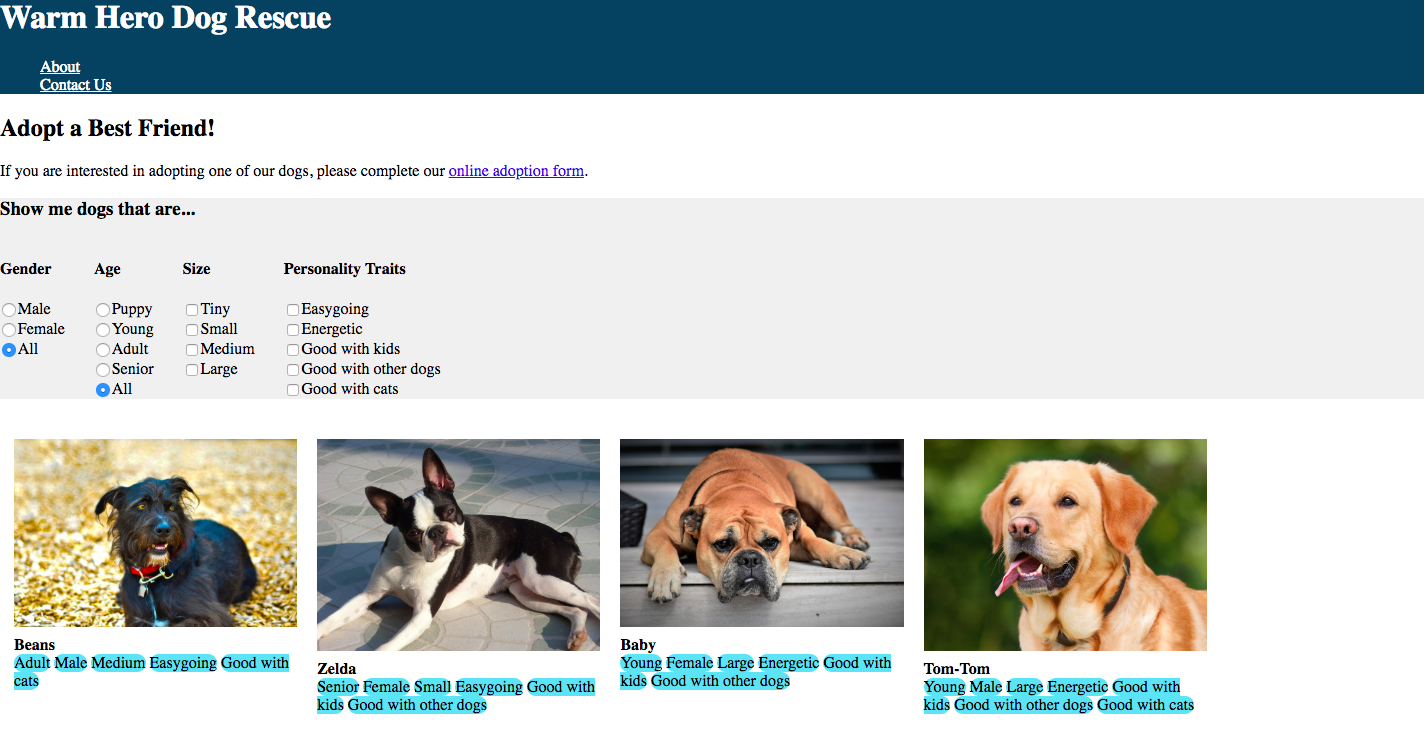 Warm Hero Dog Rescue
About
Contact Us
Adopt a Best Friend!
If you are interested in adopting one of our dogs, please complete our online adoption form.
Show me dogs that are...
Gender
Male
Female
All
Age
Puppy
Young
Adult
Senior
All
Size
Tiny
Small
Medium
Large
Personality Traits
Easygoing
Energetic
Good with kids
Good with other dogs
Good with cats
Beans
Adult Male Medium Easygoing Good with
cats
Zelda
Senior Female Small Easygoing Good with
kids Good with other dogs
Baby
Young Female Large Energetic Good with
kids Good with other dogs
Tom-Tom
Young Male Large Energetic Good with
kids Good with other dogs Good with cats